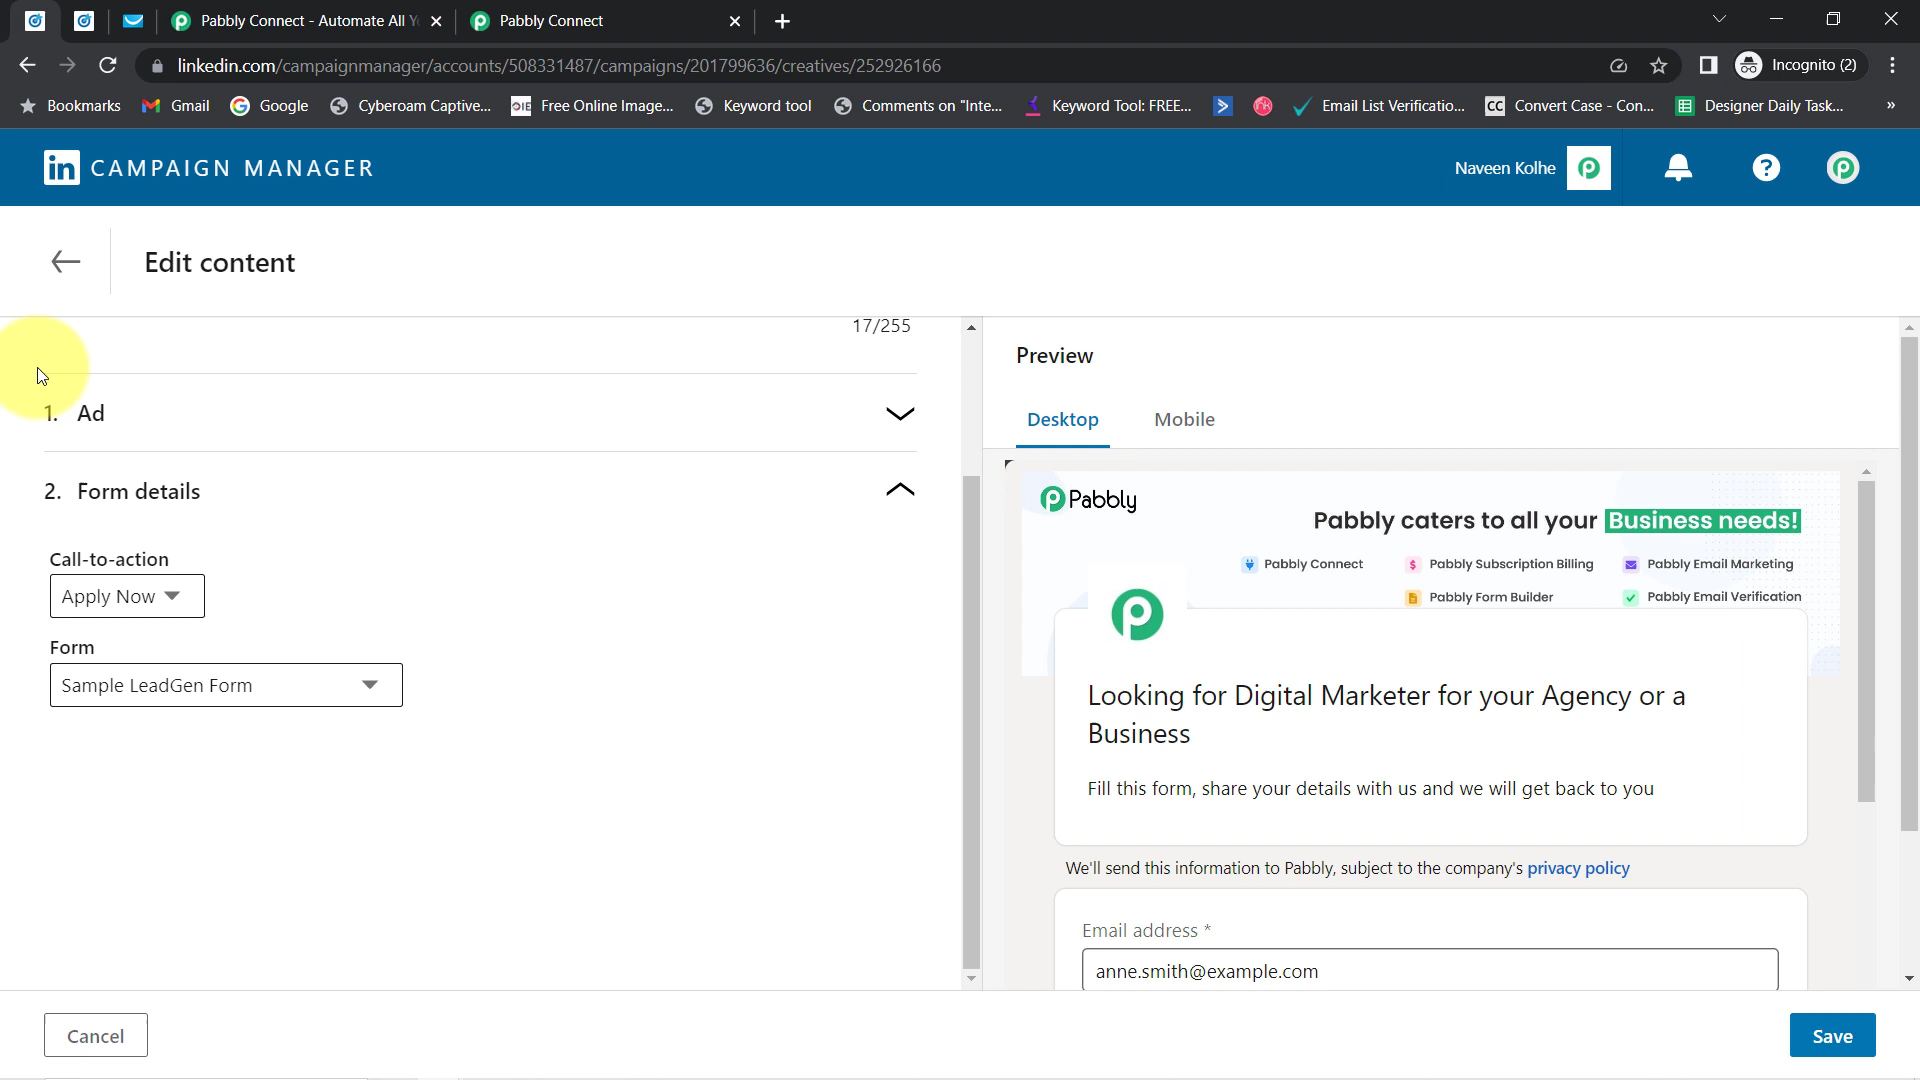 Pabbly Connect - Automate All Y
Pabbly Connect
linkedin.com/campaignmanager/accounts/508331487/campaigns/201799636/creatives/252926166
Incognito (2)
Bookmarks
Gmail
Google
Cyberoam Captive...
OIE
Free Online Image...
Keyword tool
Comments on "Inte...
Keyword Tool: FREE...
Email List Verificatio...
CC
Convert Case - Con...
Designer Daily Task...
»
in CAMPAIGN MANAGER
Naveen Kolhe
Edit content
17/255
1. Ad
2. Form details
Call-to-action
Apply Now
Form
Sample LeadGen Form
Preview
Desktop
Mobile
Pabbly
Pabbly caters to all your Business needs!
Pabbly Connect
Pabbly Subscription Billing
Pabbly Email Marketing
Pabbly Form Builder
Pabbly Email Verification
Looking for Digital Marketer for your Agency or a
Business
Fill this form, share your details with us and we will get back to you
We'll send this information to Pabbly, subject to the company's privacy policy
Email address *
anne.smith@example.com
Cancel
Save